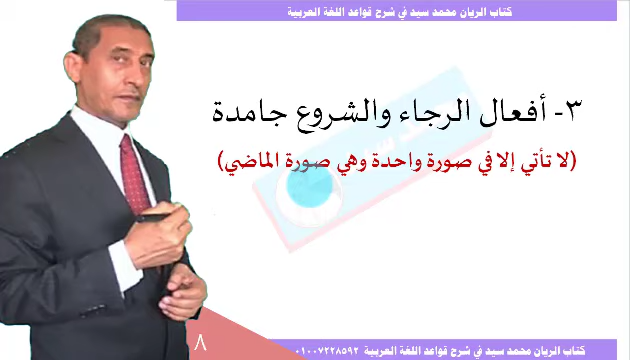 كتاب الريان محمد سيد في شرح قواعد اللغة العربية
٣- أفعال الرجاء والشروع جامدة
(لا تأتي إلا في صورة واحدة وهي صورة الماضي)
٨
كتاب الريان محمد سيد في شرح قواعد اللغة العربية ٠١٠٠٧٢٢٨٥٩٢